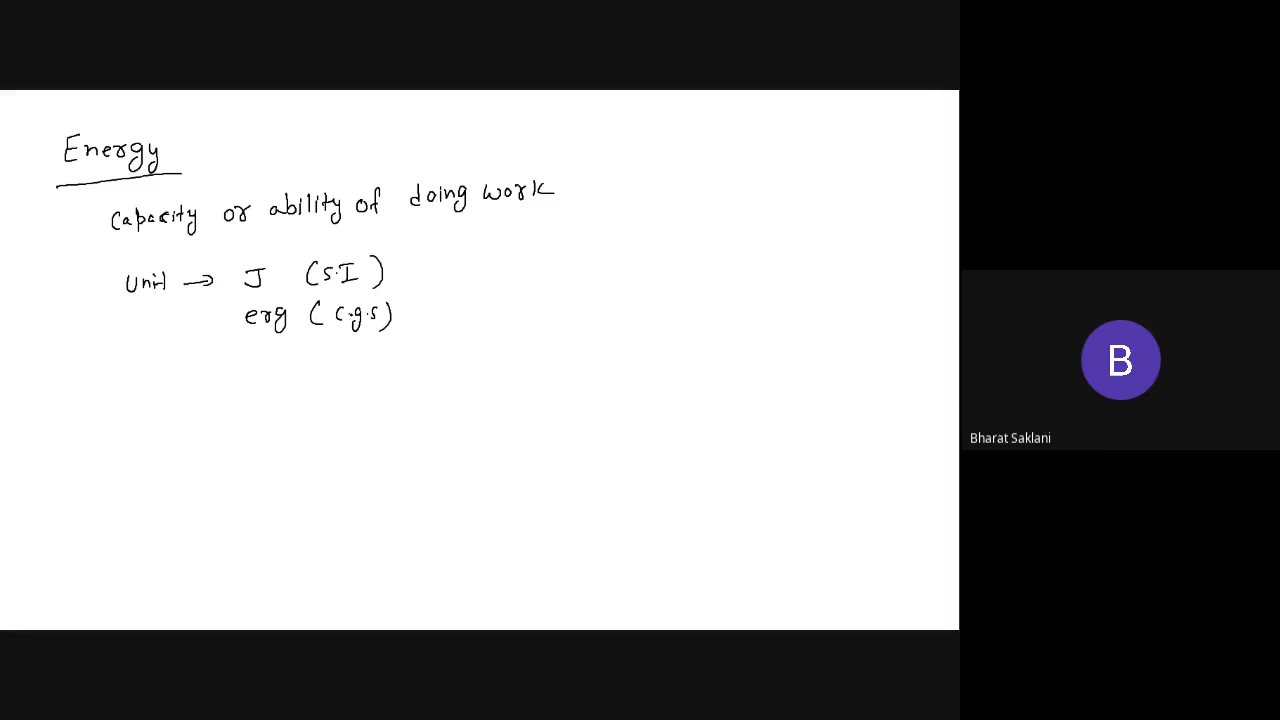 Energy
Capacity or ability of doing work
Unit → J (S.I)
erg (C.g.s)
B
Bharat Saklani